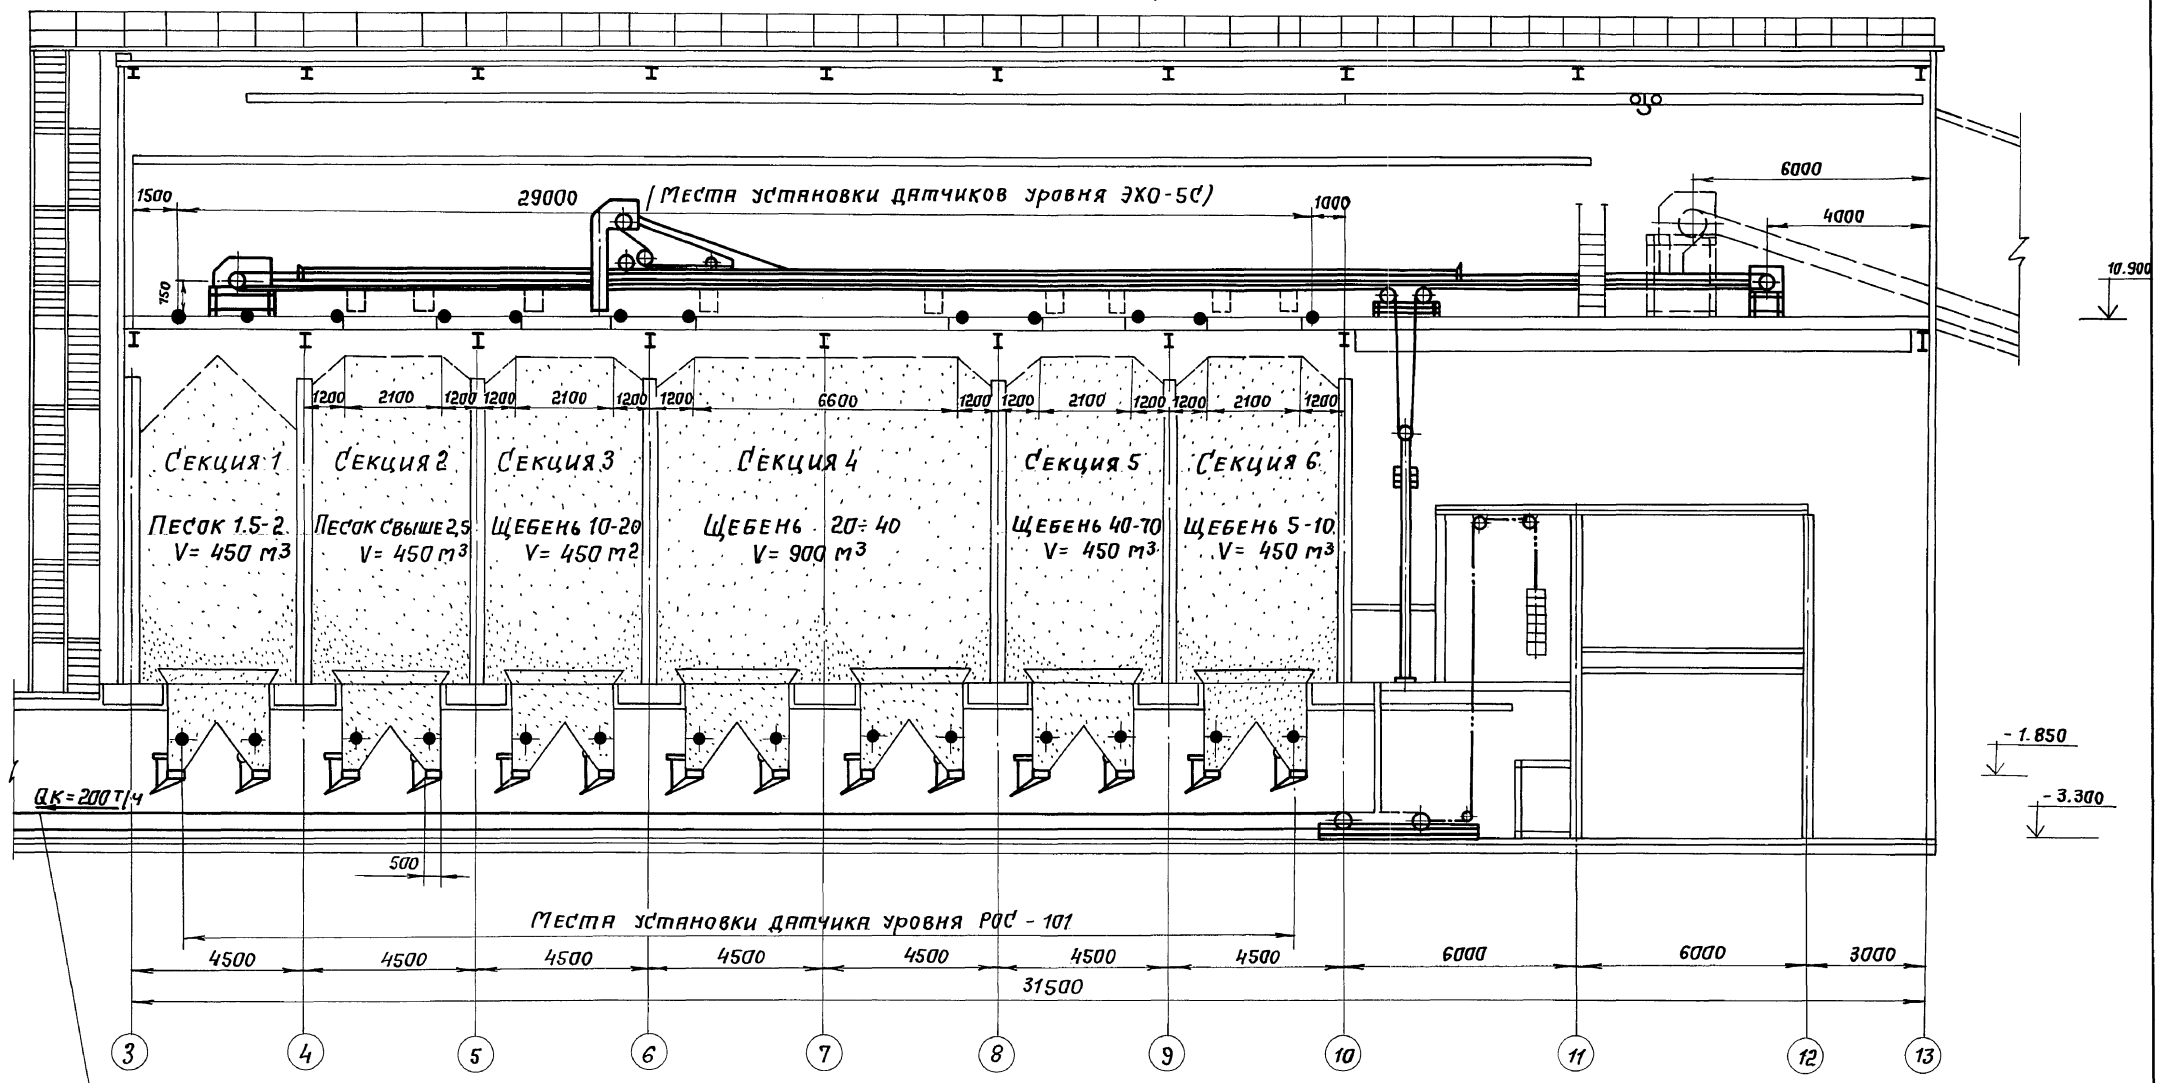 6000
1500
29000 (Места установки датчиков уровня ЭХО-5С)
1000
4000
750
10.900
1200 2100 1200 1200 2100 1200 1200 6600 1200 1200 2100 1200 1200 2100 1200
Секция 1 Секция 2 Секция 3 Секция 4 Секция 5 Секция 6
Песок 1.5-2 Песок свыше 2,5 Щебень 10-20 Щебень 20÷40 Щебень 40-70 Щебень 5-10
V= 450 м3 V= 450 м3 V= 450 м2 V= 900 м3 V= 450 м3 V= 450 м3
-1.850
Qк=200т/ч
-3.300
500
Места установки датчика уровня РОС-101
4500 4500 4500 4500 4500 4500 4500 6000 6000 3000
31500
3 4 5 6 7 8 9 10 11 12 13